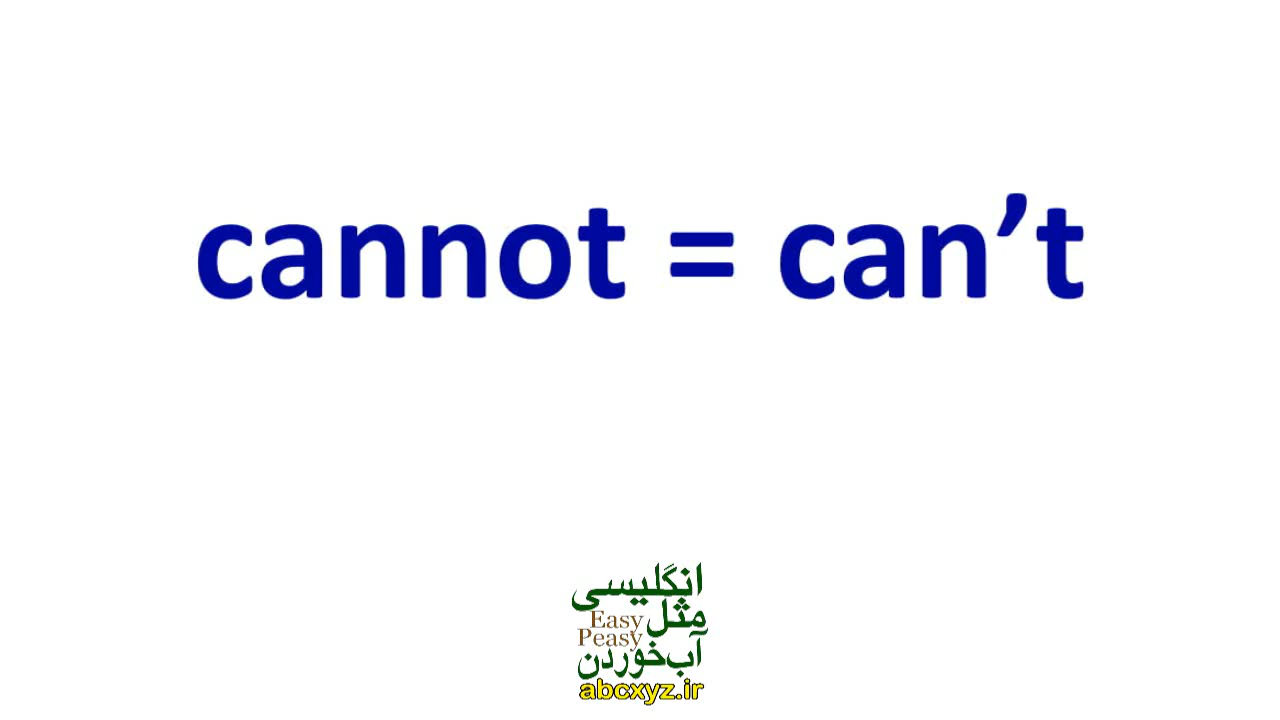 cannot = can’t
انگلیسی
مثل
Easy
Peasy
آب‌خوردن
abcxyz.ir